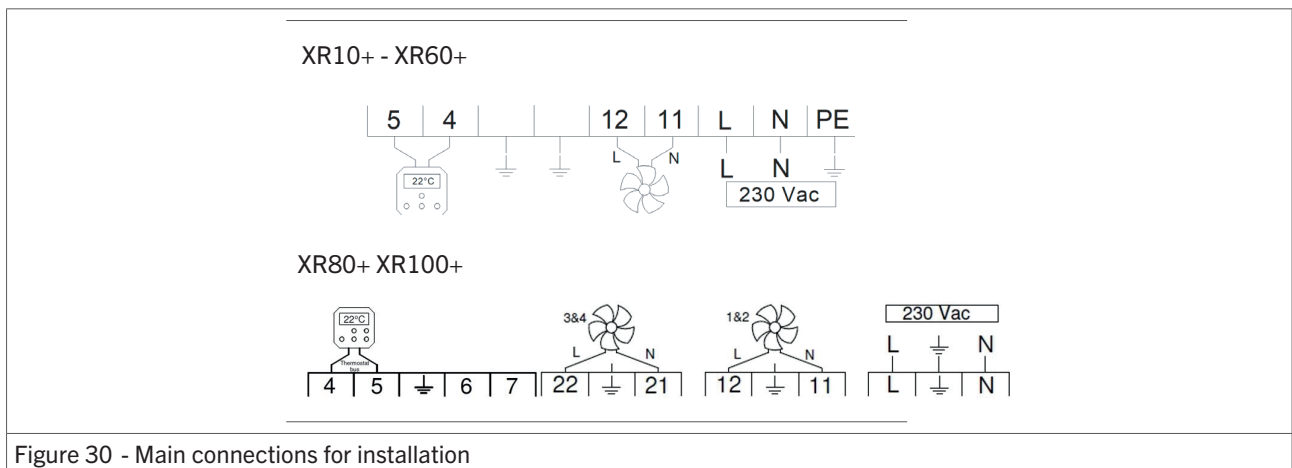 XR10+ - XR60+
5 4 12 11 L N PE
L N
L N
22°C
230 Vac
XR80+ XR100+
22°C
3&4
1&2
230 Vac
L N
L N
L N
Thermostat
bus
4 5 6 7 22 21 12 11 L N
Figure 30 - Main connections for installation